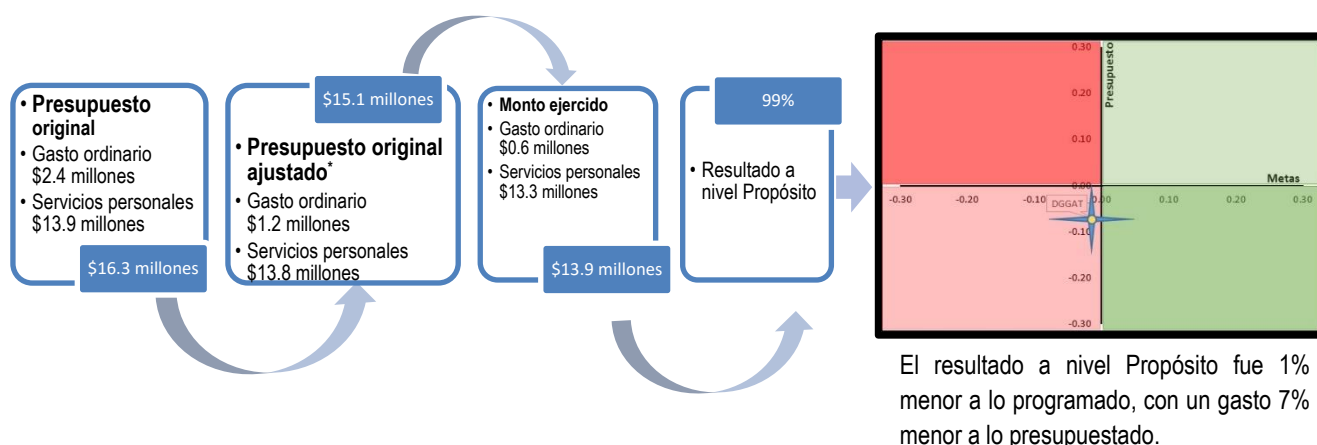 • Presupuesto
original
• Gasto ordinario
$2.4 millones
• Servicios personales
$13.9 millones
$16.3 millones
$15.1 millones
• Presupuesto original
ajustado*
• Gasto ordinario
$1.2 millones
• Servicios personales
$13.8 millones
• Monto ejercido
• Gasto ordinario
$0.6 millones
• Servicios personales
$13.3 millones
$13.9 millones
99%
• Resultado a
nivel Propósito
0.30
Presupuesto
0.20
0.10
Metas
0.00
-0.30
-0.20
-0.10
0.00
0.10
0.20
0.30
DGGAT
-0.10
-0.20
-0.30
El resultado a nivel Propósito fue 1%
menor a lo programado, con un gasto 7%
menor a lo presupuestado.